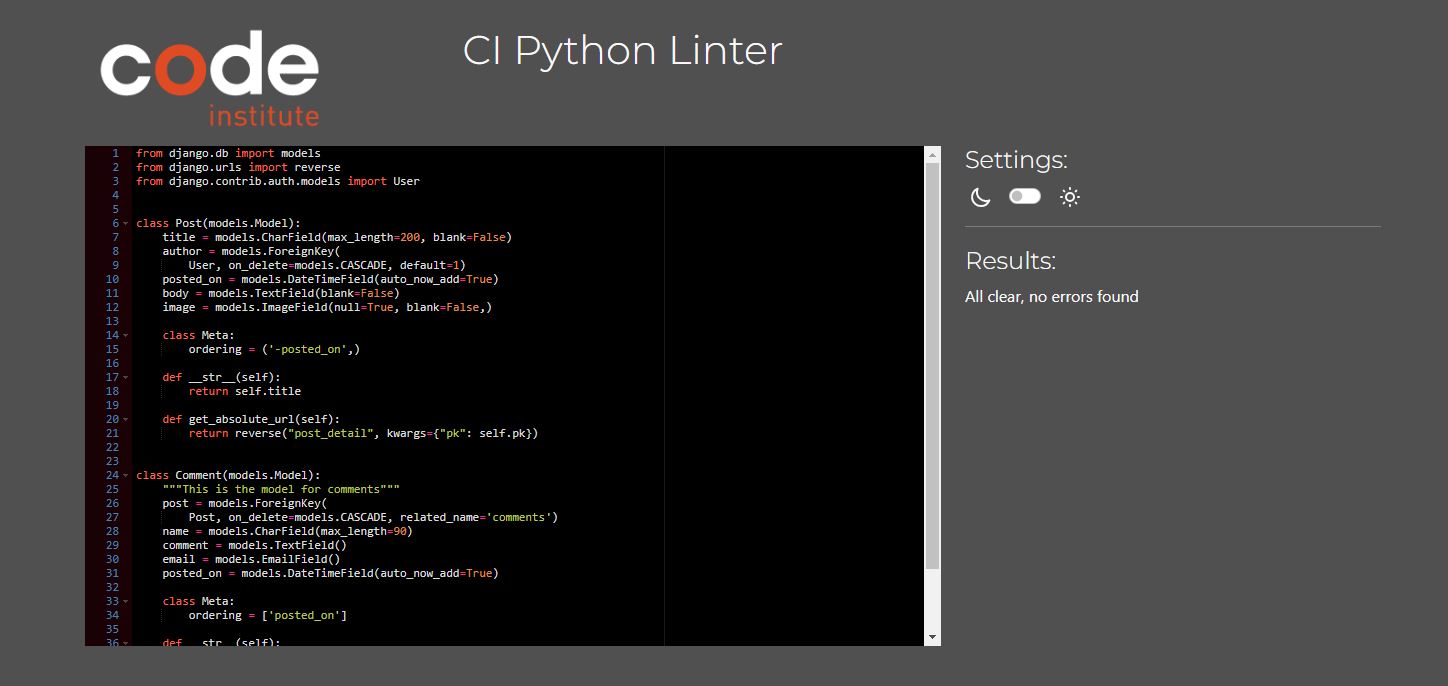 code
institute
CI Python Linter
1 from django.db import models
2 from django.urls import reverse
3 from django.contrib.auth.models import User
4
5
6 class Post(models.Model):
7     title = models.CharField(max_length=200, blank=False)
8     author = models.ForeignKey(
9         User, on_delete=models.CASCADE, default=1)
10     posted_on = models.DateTimeField(auto_now_add=True)
11     body = models.TextField(blank=False)
12     image = models.ImageField(null=True, blank=False,)
13
14     class Meta:
15         ordering = ('-posted_on',)
16
17     def __str__(self):
18         return self.title
19
20     def get_absolute_url(self):
21         return reverse("post_detail", kwargs={"pk": self.pk})
22
23
24 class Comment(models.Model):
25     """This is the model for comments"""
26     post = models.ForeignKey(
27         Post, on_delete=models.CASCADE, related_name='comments')
28     name = models.CharField(max_length=90)
29     comment = models.TextField()
30     email = models.EmailField()
31     posted_on = models.DateTimeField(auto_now_add=True)
32
33     class Meta:
34         ordering = ['posted_on']
35
36     def __str__(self):
Settings:
Results:
All clear, no errors found